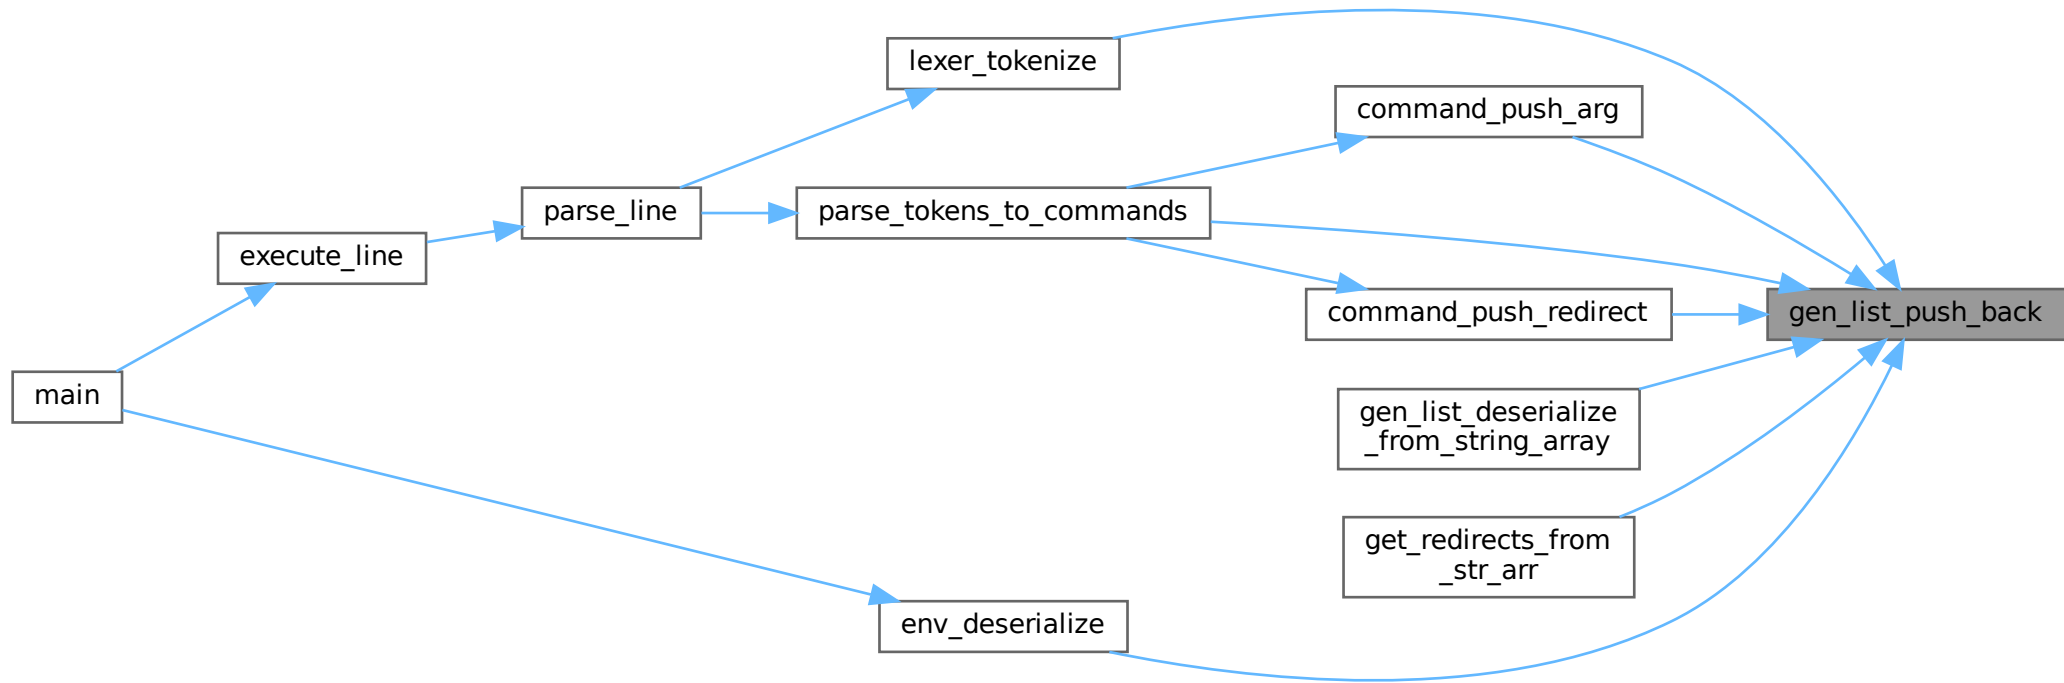 lexer_tokenize
command_push_arg
parse_line
parse_tokens_to_commands
execute_line
command_push_redirect
gen_list_push_back
main
gen_list_deserialize
_from_string_array
get_redirects_from
_str_arr
env_deserialize